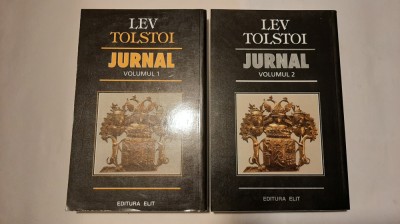 LEV
TOLSTOI
JURNAL
VOLUMUL 1
EDITURA ELIT
LEV
TOLSTOI
JURNAL
VOLUMUL 2
EDITURA ELIT